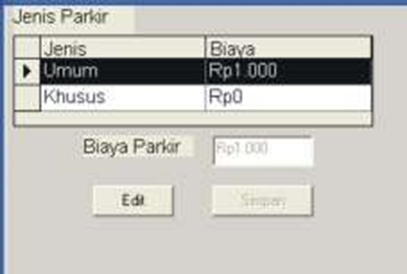 Jenis Parkir
Jenis Biaya
Umum Rp1.000
Khusus Rp0
Biaya Parkir Rp1.000
Edit Simpan